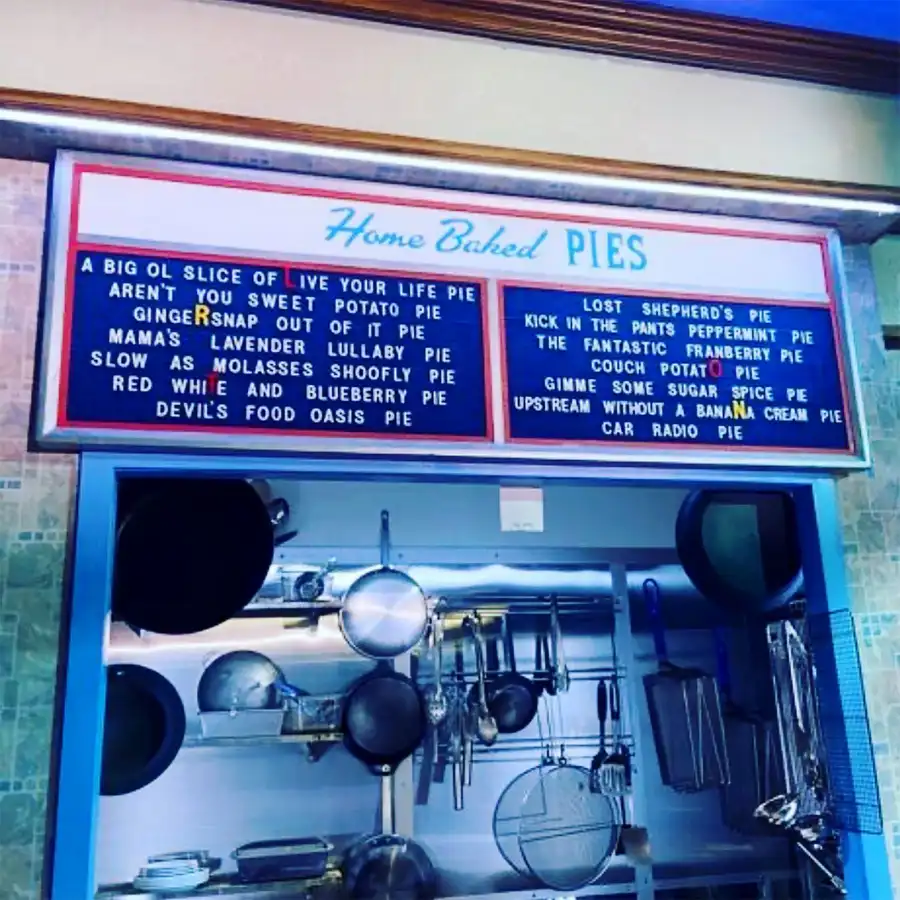 Home Baked PIES
A BIG OL SLICE OF LIVE YOUR LIFE PIE
AREN'T YOU SWEET POTATO PIE
GINGERSNAP OUT OF IT PIE
MAMA'S LAVENDER LULLABY PIE
SLOW AS MOLASSES SHOOFLY PIE
RED WHITE AND BLUEBERRY PIE
DEVIL'S FOOD OASIS PIE
LOST SHEPHERD'S PIE
KICK IN THE PANTS PEPPERMINT PIE
THE FANTASTIC FRANBERRY PIE
COUCH POTATO PIE
GIMME SOME SUGAR SPICE PIE
UPSTREAM WITHOUT A BANANA CREAM PIE
CAR RADIO PIE